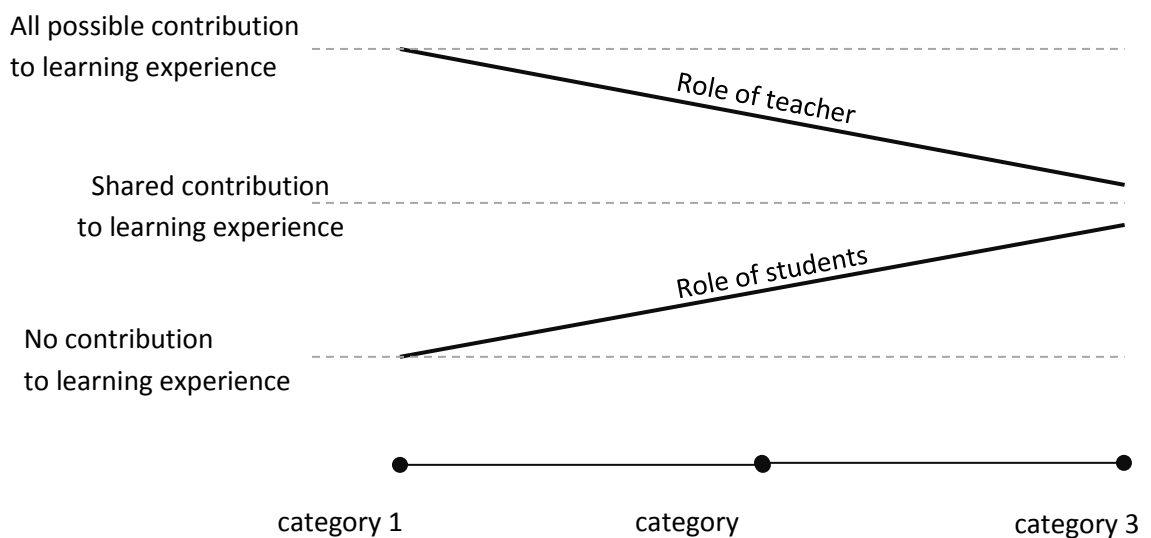 All possible contribution
to learning experience
Role of teacher
Shared contribution
to learning experience
Role of students
No contribution
to learning experience
category 1
category
category 3